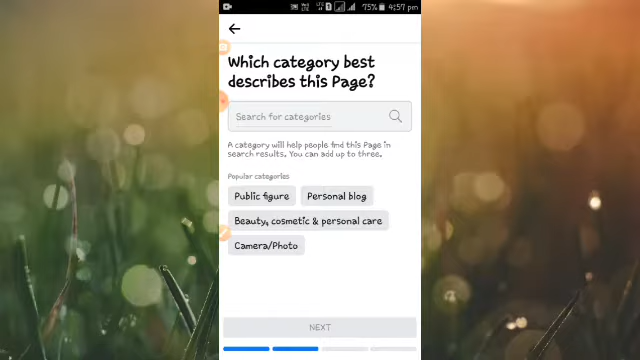 75% 4:57 pm
Which category best
describes this Page?
Search for categories
A category will help people find this Page in
search results. You can add up to three.
Popular categories
Public figure Personal blog
Beauty, cosmetic & personal care
Camera/Photo
NEXT